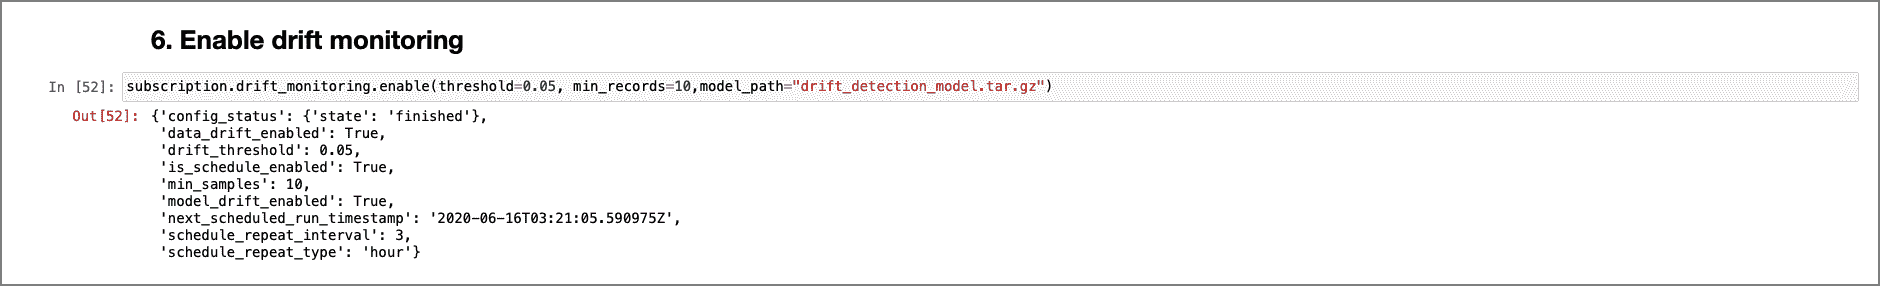 6. Enable drift monitoring
In [52]: subscription.drift_monitoring.enable(threshold=0.05, min_records=10,model_path="drift_detection_model.tar.gz")
Out[52]: {'config_status': {'state': 'finished'},
'data_drift_enabled': True,
'drift_threshold': 0.05,
'is_schedule_enabled': True,
'min_samples': 10,
'model_drift_enabled': True,
'next_scheduled_run_timestamp': '2020-06-16T03:21:05.590975Z',
'schedule_repeat_interval': 3,
'schedule_repeat_type': 'hour'}